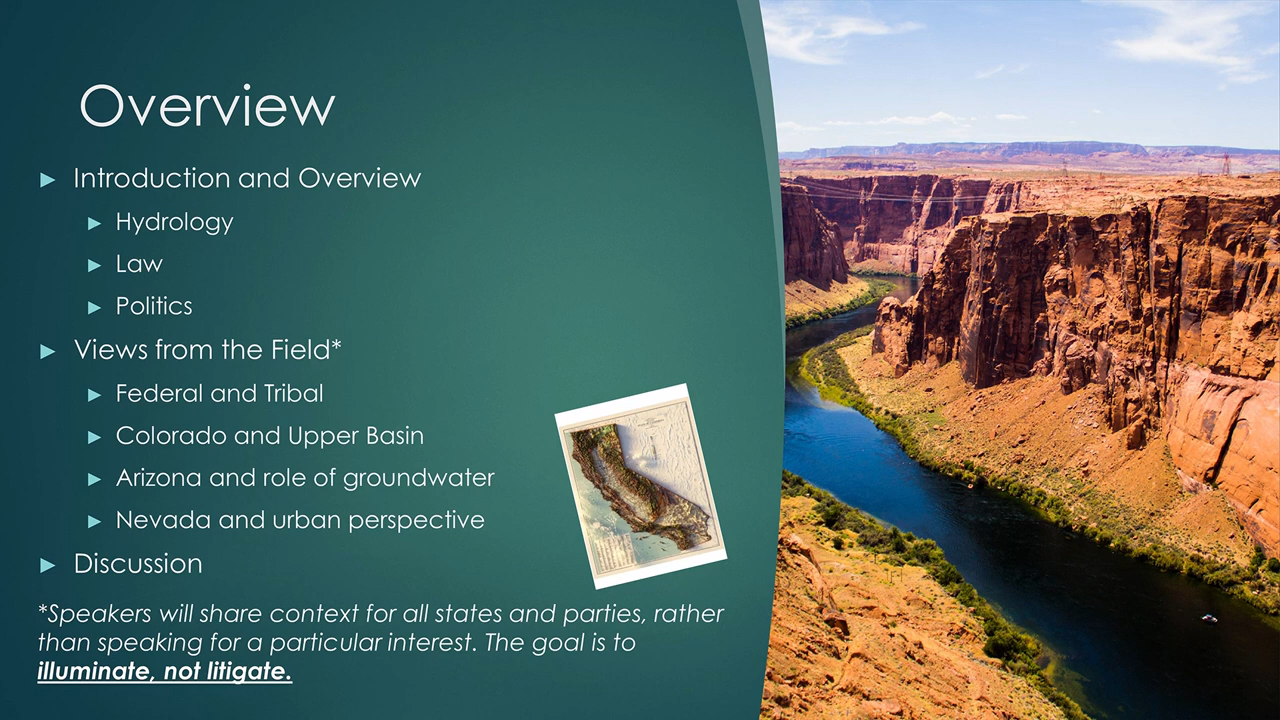 Overview
Introduction and Overview
Hydrology
Law
Politics
Views from the Field*
Federal and Tribal
Colorado and Upper Basin
Arizona and role of groundwater
Nevada and urban perspective
Discussion
*Speakers will share context for all states and parties, rather
than speaking for a particular interest. The goal is to
illuminate, not litigate.